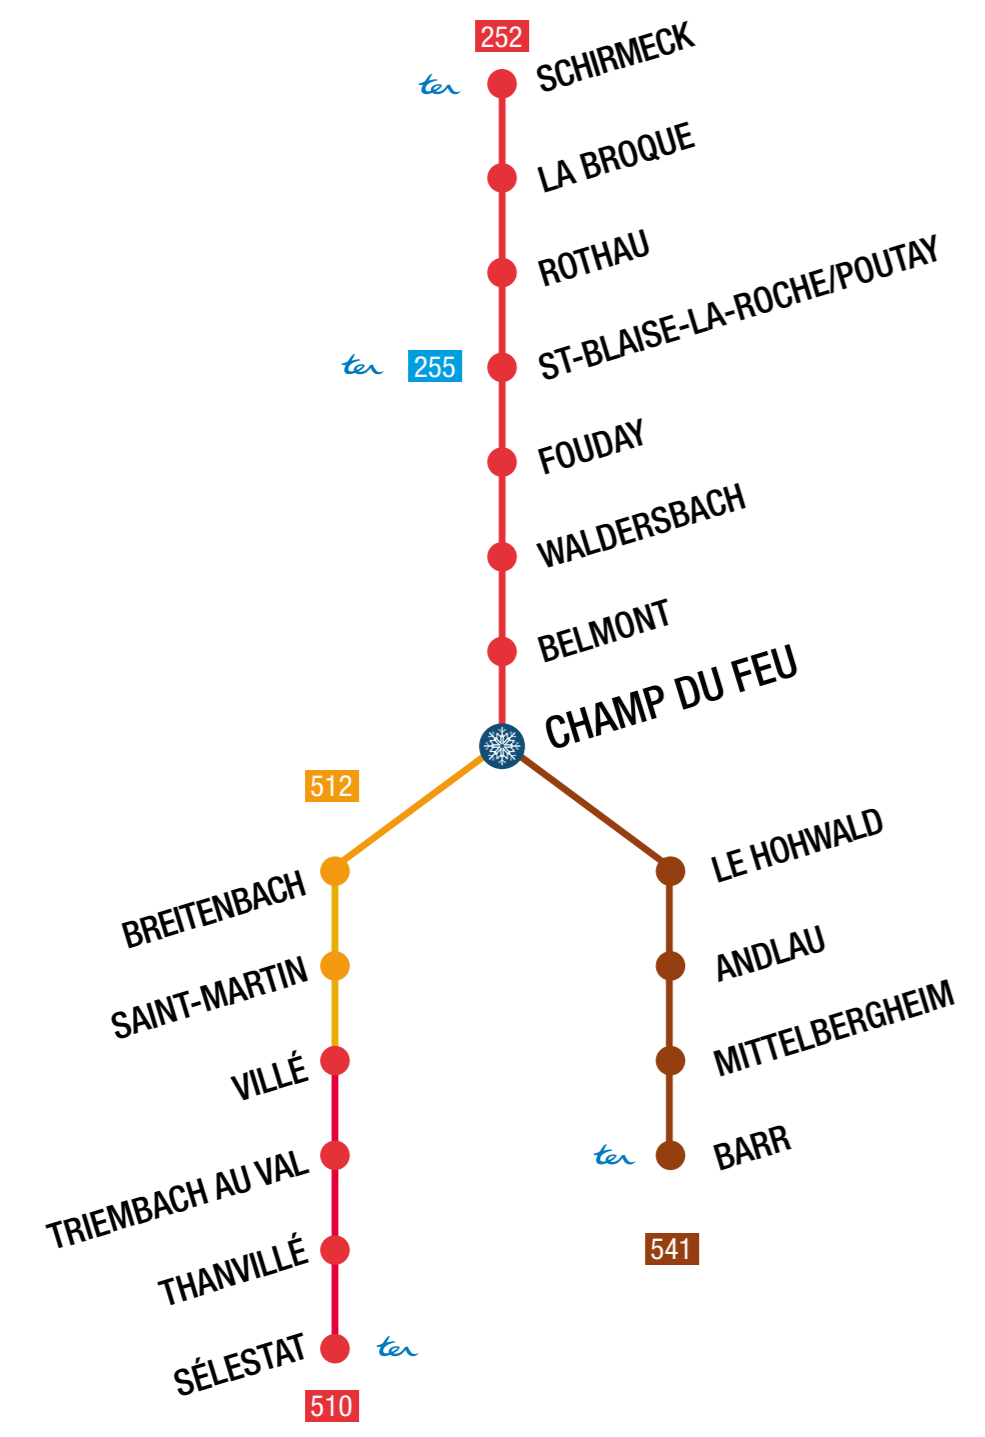 252
ter
SCHIRMECK
LA BROQUE
ROTHAU
ter
255
ST-BLAISE-LA-ROCHE/POUTAY
FOUDAY
WALDERSBACH
BELMONT
CHAMP DU FEU
512
BREITENBACH
SAINT-MARTIN
VILLÉ
TRIEMBACH AU VAL
THANVILLÉ
SÉLESTAT
ter
510
LE HOHWALD
ANDLAU
MITTELBERGHEIM
ter
BARR
541